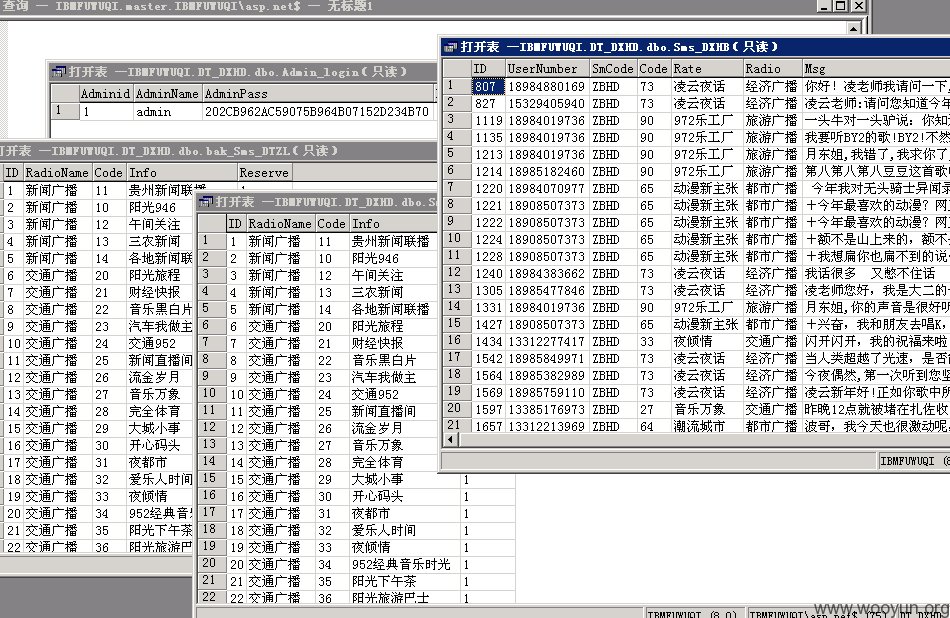 查询 — IBMFUWUQI.master.IBMFUWUQI\asp.net$ — 无标题1
打开表 —IBMFUWUQI.DT_DXHD.dbo.Admin_login(只读)
Adminid AdminName AdminPass
1 1 admin 202CB962AC59075B964B07152D234B70
打开表 —IBMFUWUQI.DT_DXHD.dbo.bak_Sms_DTZL(只读)
ID RadioName Code Info Reserve
1 新闻广播 11 贵州新闻联播 1
2 新闻广播 10 阳光946
3 新闻广播 12 午间关注
4 新闻广播 13 三农新闻
5 新闻广播 14 各地新闻联
6 交通广播 20 阳光旅程
7 交通广播 21 财经快报
8 交通广播 22 音乐黑白片
9 交通广播 23 汽车我做主
10 交通广播 24 交通952
11 交通广播 25 新闻直播间
12 交通广播 26 流金岁月
13 交通广播 27 音乐万象
14 交通广播 28 完全体育
15 交通广播 29 大城小事
16 交通广播 30 开心码头
17 交通广播 31 夜都市
18 交通广播 32 爱乐人时间
19 交通广播 33 夜倾情
20 交通广播 34 952经典音
21 交通广播 35 阳光下午茶
22 交通广播 36 阳光旅游巴
打开表 —IBMFUWUQI.DT_DXHD.dbo.S
ID RadioName Code Info
1 1 新闻广播 11 贵州新闻联播
2 2 新闻广播 10 阳光946
3 3 新闻广播 12 午间关注
4 4 新闻广播 13 三农新闻
5 5 新闻广播 14 各地新闻联播
6 6 交通广播 20 阳光旅程
7 7 交通广播 21 财经快报
8 8 交通广播 22 音乐黑白片
9 9 交通广播 23 汽车我做主
10 10 交通广播 24 交通952
11 11 交通广播 25 新闻直播间
12 12 交通广播 26 流金岁月
13 13 交通广播 27 音乐万象
14 14 交通广播 28 完全体育
15 15 交通广播 29 大城小事 1
16 16 交通广播 30 开心码头 1
17 17 交通广播 31 夜都市 1
18 18 交通广播 32 爱乐人时间 1
19 19 交通广播 33 夜倾情 1
20 20 交通广播 34 952经典音乐时光 1
21 21 交通广播 35 阳光下午茶 1
22 22 交通广播 36 阳光旅游巴士 1
打开表 —IBMFUWUQI.DT_DXHD.dbo.Sms_DXHB(只读)
ID UserNumber SmCode Code Rate Radio Msg
1 807 18984880169 ZBHD 73 凌云夜话 经济广播 你好！凌老师我请问一下,
2 827 15329405940 ZBHD 73 凌云夜话 经济广播 凌云老师:请问您知道今年
3 1119 18984019736 ZBHD 90 972乐工厂 旅游广播 一头牛对一头驴说：你知
4 1135 18984019736 ZBHD 90 972乐工厂 旅游广播 我要听BY2的歌!BY2!不然
5 1213 18984019736 ZBHD 90 972乐工厂 旅游广播 月东姐,我错了,我求你了
6 1214 18985182460 ZBHD 90 972乐工厂 旅游广播 第八第八第八豆豆这首歌
7 1220 18984070977 ZBHD 65 动漫新主张 都市广播 今年我对无头骑士异闻录
8 1221 18908507373 ZBHD 65 动漫新主张 都市广播 十今年最喜欢的动漫？网
9 1222 18908507373 ZBHD 65 动漫新主张 都市广播 十今年最喜欢的动漫？网
10 1224 18908507373 ZBHD 65 动漫新主张 都市广播 十额不是山上来的，额不
11 1228 18908507373 ZBHD 65 动漫新主张 都市广播 十我想扁你也扁不到的说
12 1240 18984383662 ZBHD 73 凌云夜话 经济广播 我话很多 又憋不住话
13 1305 18985477846 ZBHD 73 凌云夜话 经济广播 凌老师您好，我是大二的
14 1331 18984019736 ZBHD 90 972乐工厂 旅游广播 月东姐,你的声音是很好听
15 1427 18908507373 ZBHD 65 动漫新主张 都市广播 十兴奋，我和朋友去唱K，
16 1434 13312277417 ZBHD 33 夜倾情 交通广播 闪开闪开，我的祝福来啦
17 1542 18985849971 ZBHD 73 凌云夜话 经济广播 当人类超越了光速，是否
18 1564 18985382989 ZBHD 73 凌云夜话 经济广播 今夜偶然,第一次听到您
19 1569 18985759110 ZBHD 73 凌云夜话 经济广播 凌云新年好!正如你歌中所
20 1597 13385176973 ZBHD 27 音乐万象 交通广播 昨晚12点就被堵在扎佐收
21 1657 13312213969 ZBHD 64 潮流城市 都市广播 波哥，我今天也很激动呢,
IBMFUWUQI (8
IBMFUWUQI (8.0) IBMFUWUQI\asp.net$ (75) DT_DXHD
www.wooyun.org